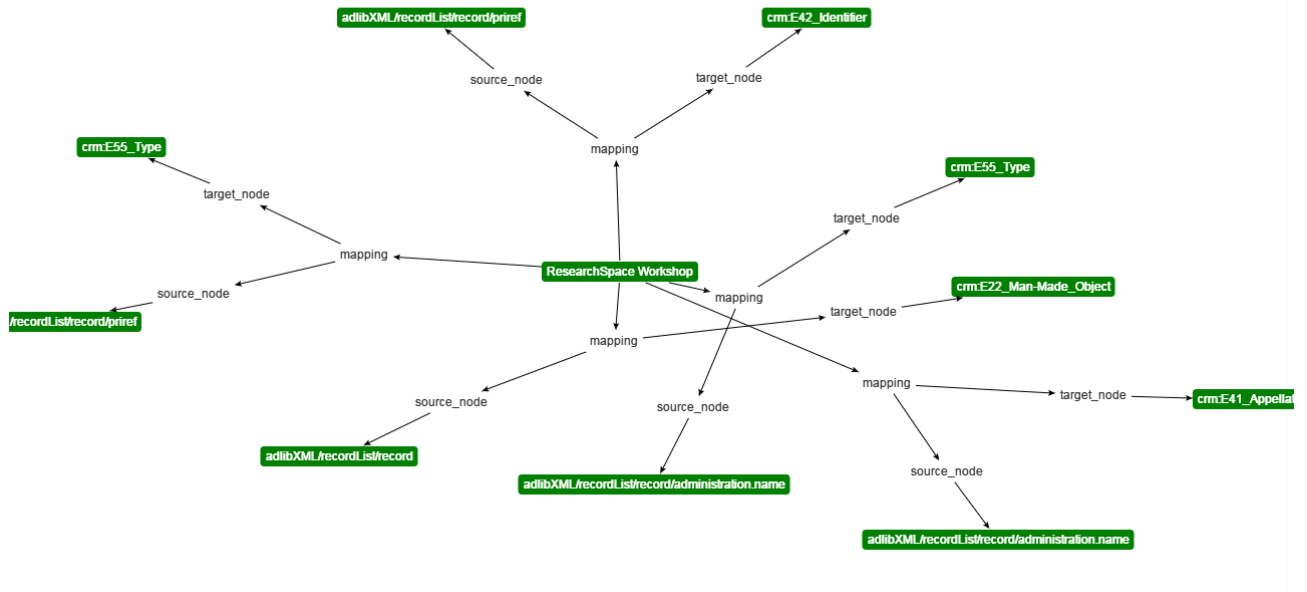 adlibXML/recordList/record/priref
crm:E42_Identifier
source_node
target_node
mapping
crm:E55_Type
crm:E55_Type
target_node
target_node
mapping
ResearchSpace Workshop
source_node
mapping
crm:E22_Man-Made_Object
target_node
/recordList/record/priref
mapping
mapping
target_node
crm:E41_Appellat
source_node
source_node
adlibXML/recordList/record
source_node
adlibXML/recordList/record/administration.name
adlibXML/recordList/record/administration.name